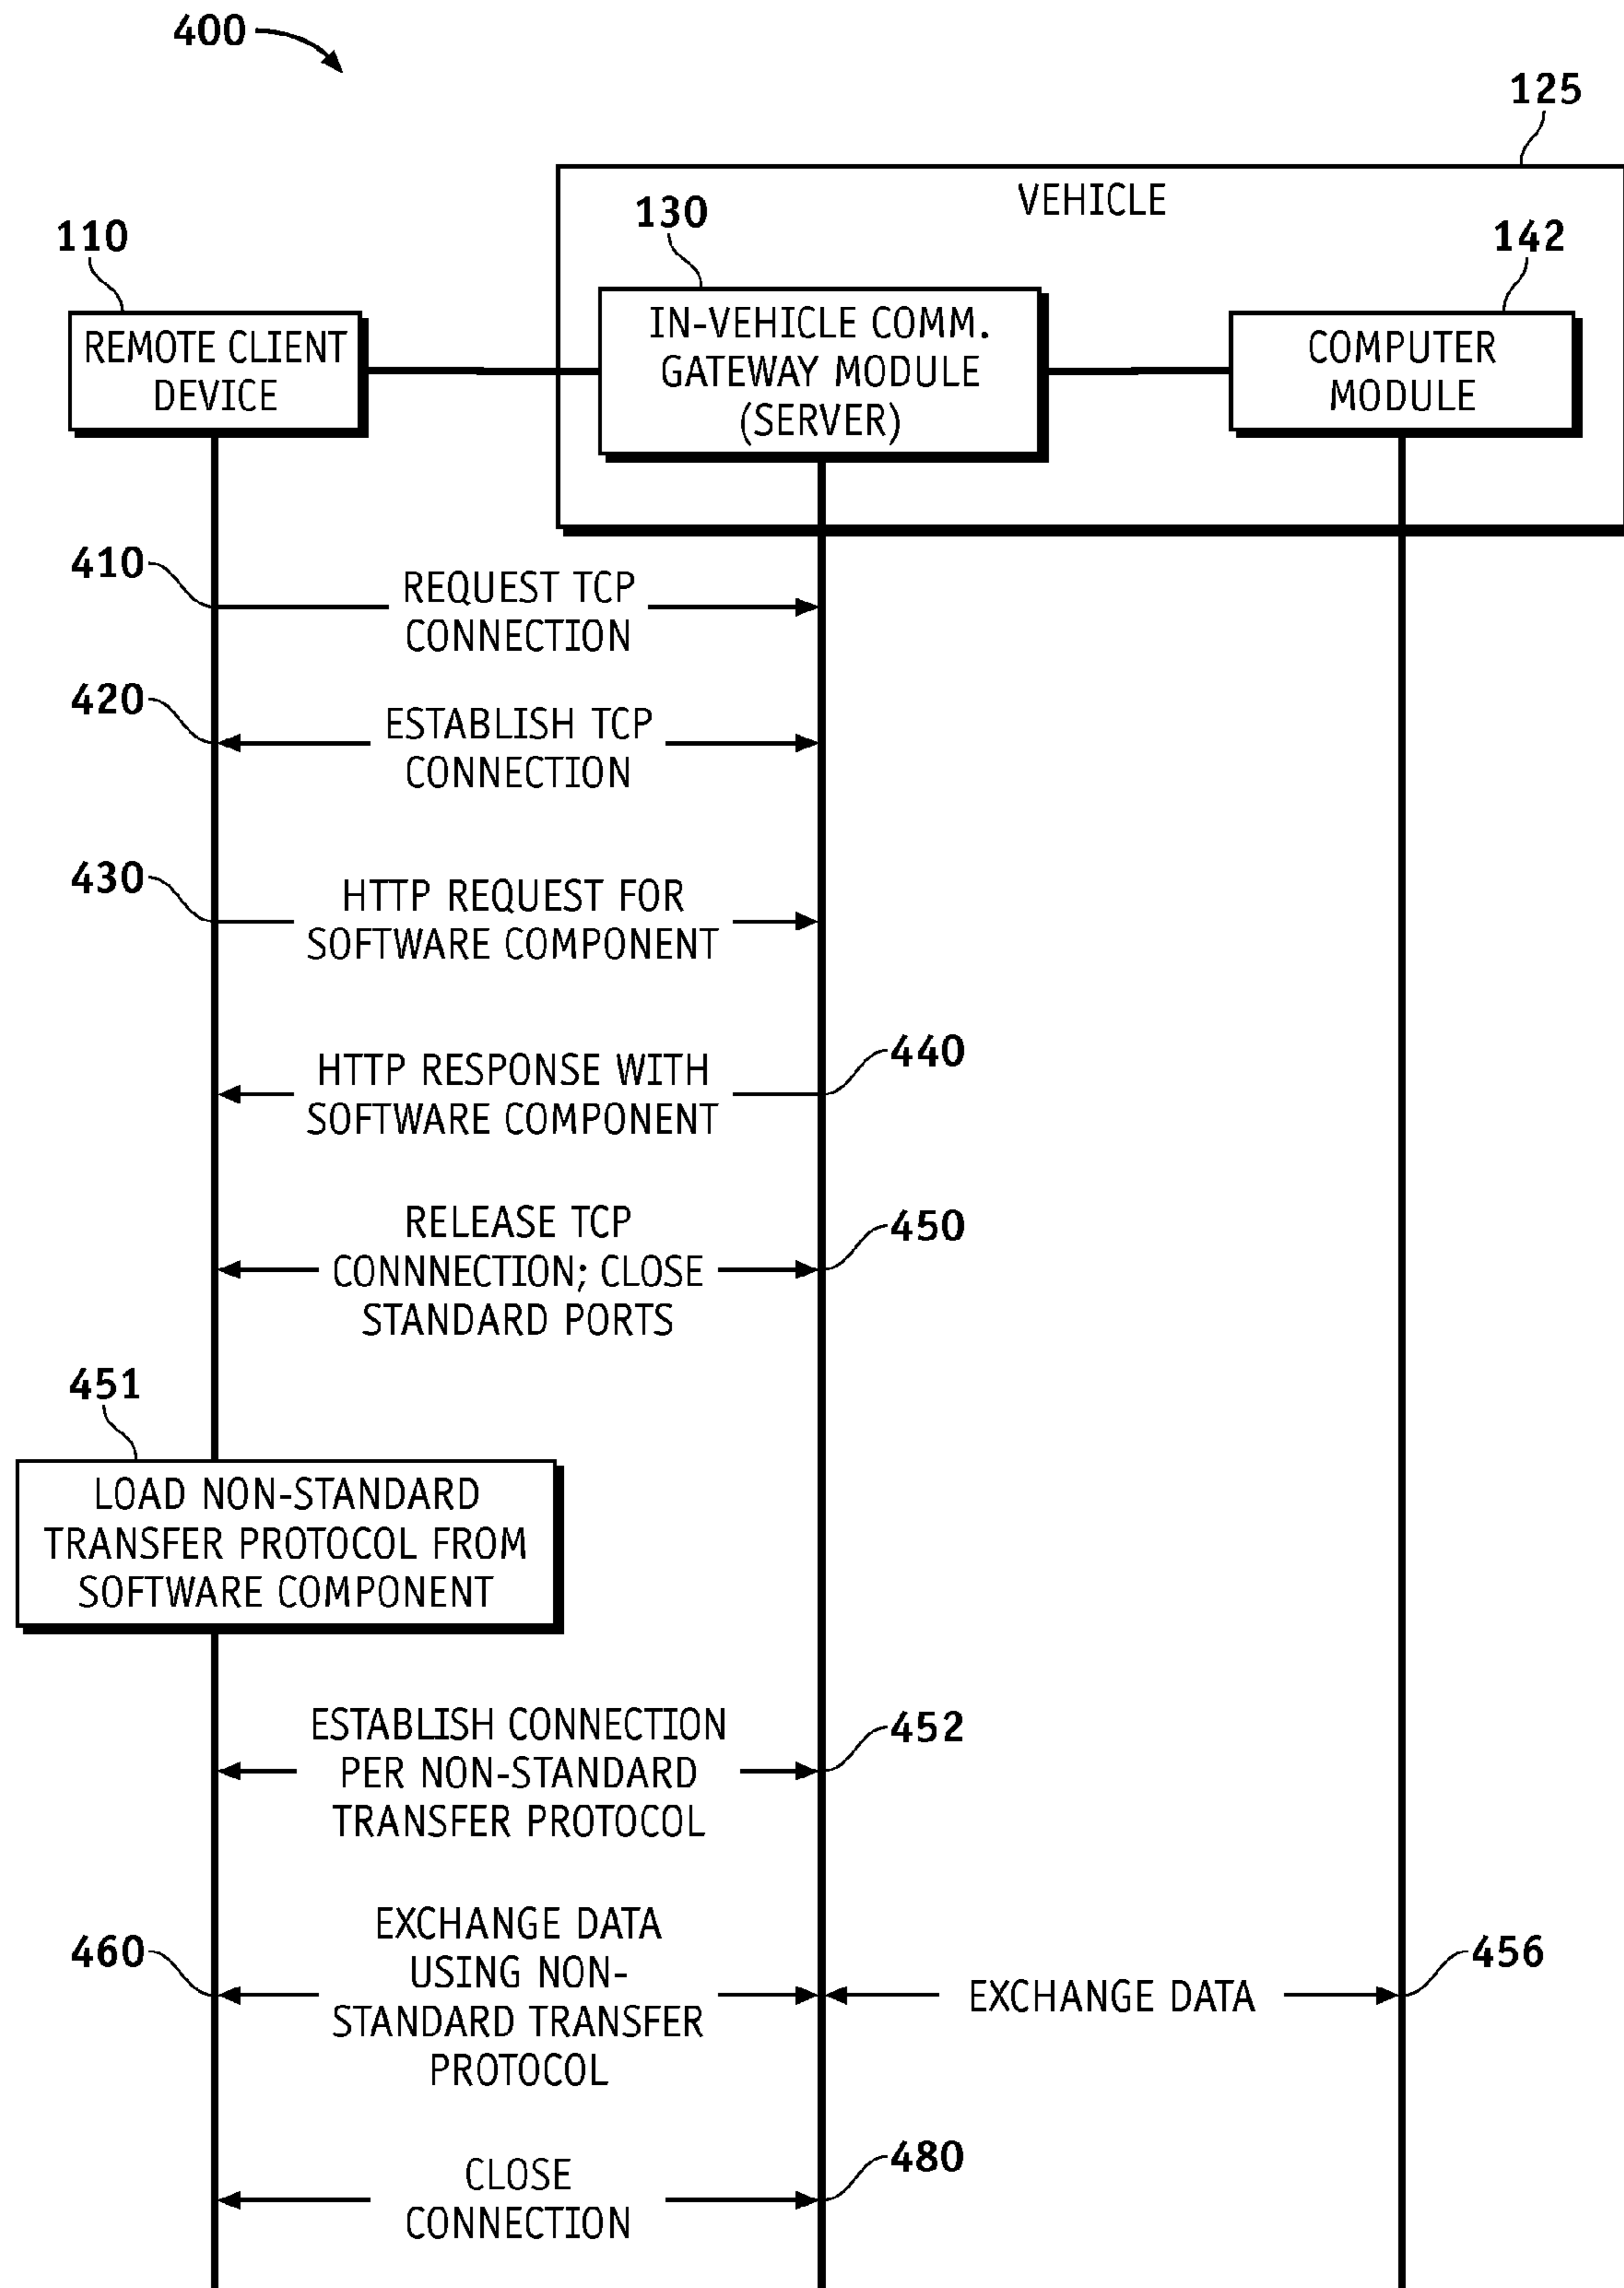 400
125
VEHICLE
130
110
142
REMOTE CLIENT
DEVICE
IN-VEHICLE COMM.
GATEWAY MODULE
(SERVER)
COMPUTER
MODULE
410
REQUEST TCP
CONNECTION
420
ESTABLISH TCP
CONNECTION
430
HTTP REQUEST FOR
SOFTWARE COMPONENT
440
HTTP RESPONSE WITH
SOFTWARE COMPONENT
450
RELEASE TCP
CONNNECTION; CLOSE
STANDARD PORTS
451
LOAD NON-STANDARD
TRANSFER PROTOCOL FROM
SOFTWARE COMPONENT
452
ESTABLISH CONNECTION
PER NON-STANDARD
TRANSFER PROTOCOL
460
EXCHANGE DATA
USING NON-
STANDARD TRANSFER
PROTOCOL
456
EXCHANGE DATA
480
CLOSE
CONNECTION